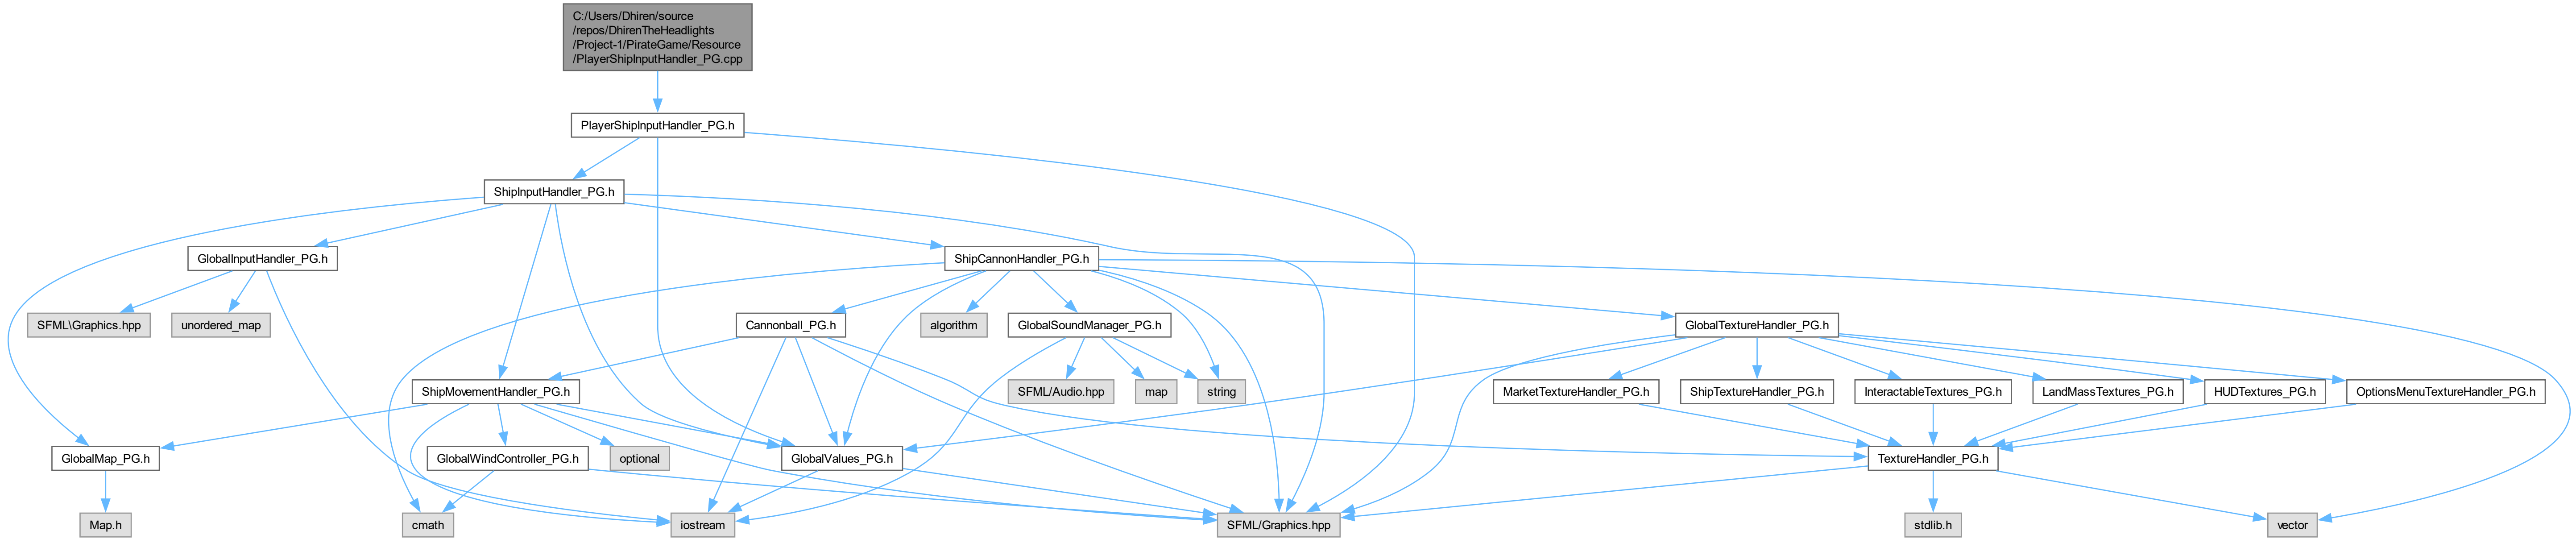 C:/Users/Dhiren/source
/repos/DhirenTheHeadlights
/Project-1/PirateGame/Resource
/PlayerShipInputHandler_PG.cpp
PlayerShipInputHandler_PG.h
ShipInputHandler_PG.h
GlobalInputHandler_PG.h
ShipCannonHandler_PG.h
SFML\Graphics.hpp
unordered_map
Cannonball_PG.h
algorithm
GlobalSoundManager_PG.h
GlobalTextureHandler_PG.h
ShipMovementHandler_PG.h
SFML/Audio.hpp
map
string
MarketTextureHandler_PG.h
ShipTextureHandler_PG.h
InteractableTextures_PG.h
LandMassTextures_PG.h
HUDTextures_PG.h
OptionsMenuTextureHandler_PG.h
GlobalMap_PG.h
GlobalWindController_PG.h
optional
GlobalValues_PG.h
TextureHandler_PG.h
Map.h
cmath
iostream
SFML/Graphics.hpp
stdlib.h
vector